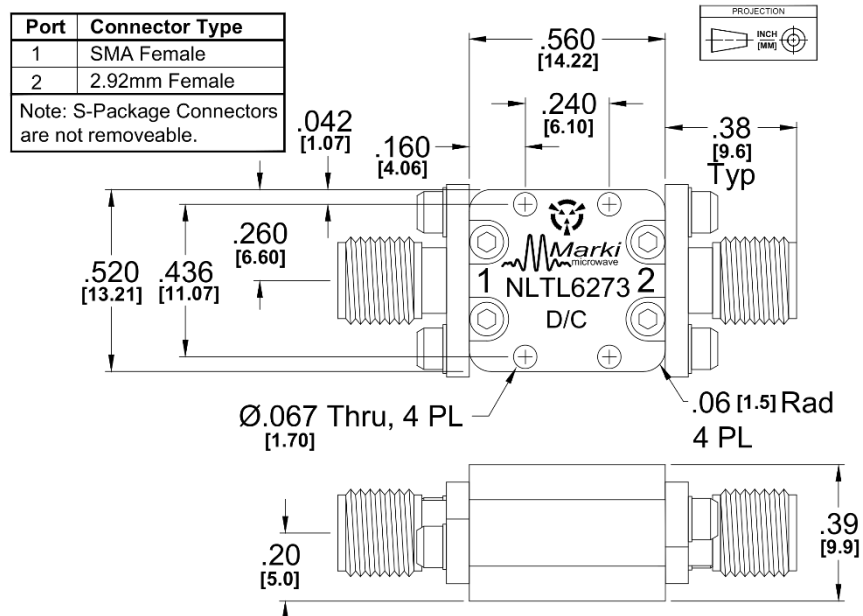 Port Connector Type
1 SMA Female
2 2.92mm Female
Note: S-Package Connectors
are not removeable.
PROJECTION
INCH
[MM]
.560
[14.22]
.240
[6.10]
.042
[1.07]
.160
[4.06]
.38
[9.6]
Typ
.260
[6.60]
.520
[13.21]
.436
[11.07]
Marki
microwave
1 NLTL6273 2
D/C
Ø.067 Thru, 4 PL
[1.70]
.06 [1.5] Rad
4 PL
.20
[5.0]
.39
[9.9]